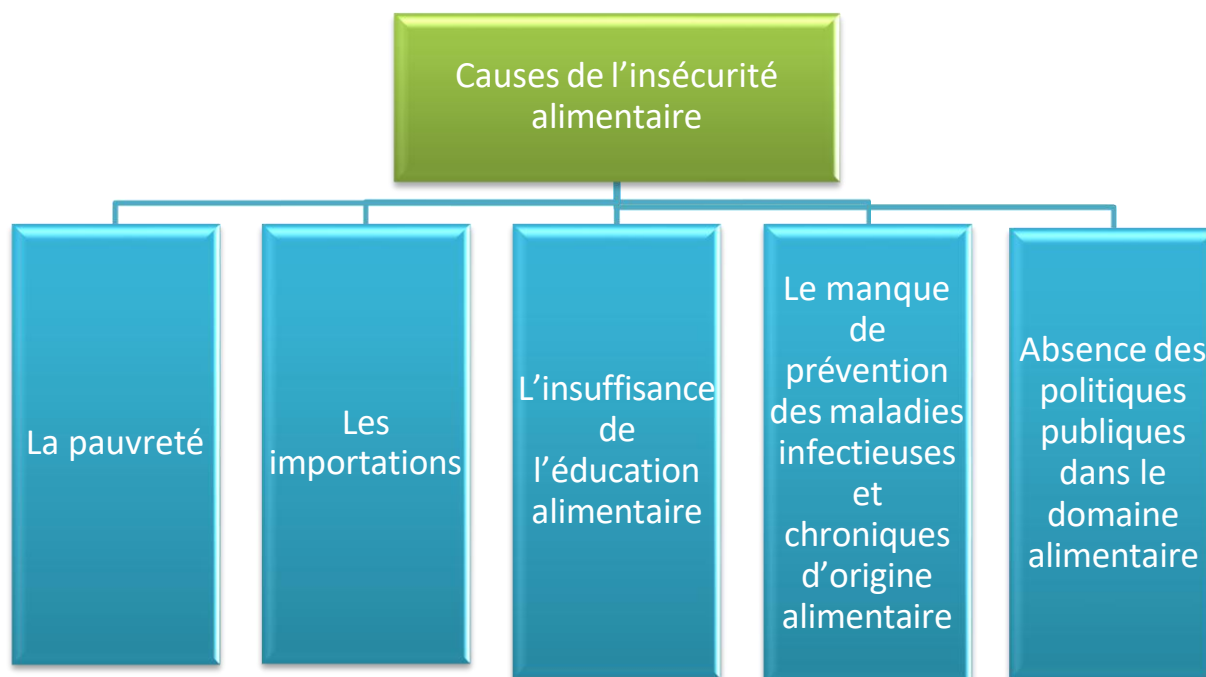 Causes de l’insécurité
alimentaire
La pauvreté
Les
importations
L’insuffisance
de
l’éducation
alimentaire
Le manque
de
prévention
des maladies
infectieuses
et
chroniques
d’origine
alimentaire
Absence des
politiques
publiques
dans le
domaine
alimentaire